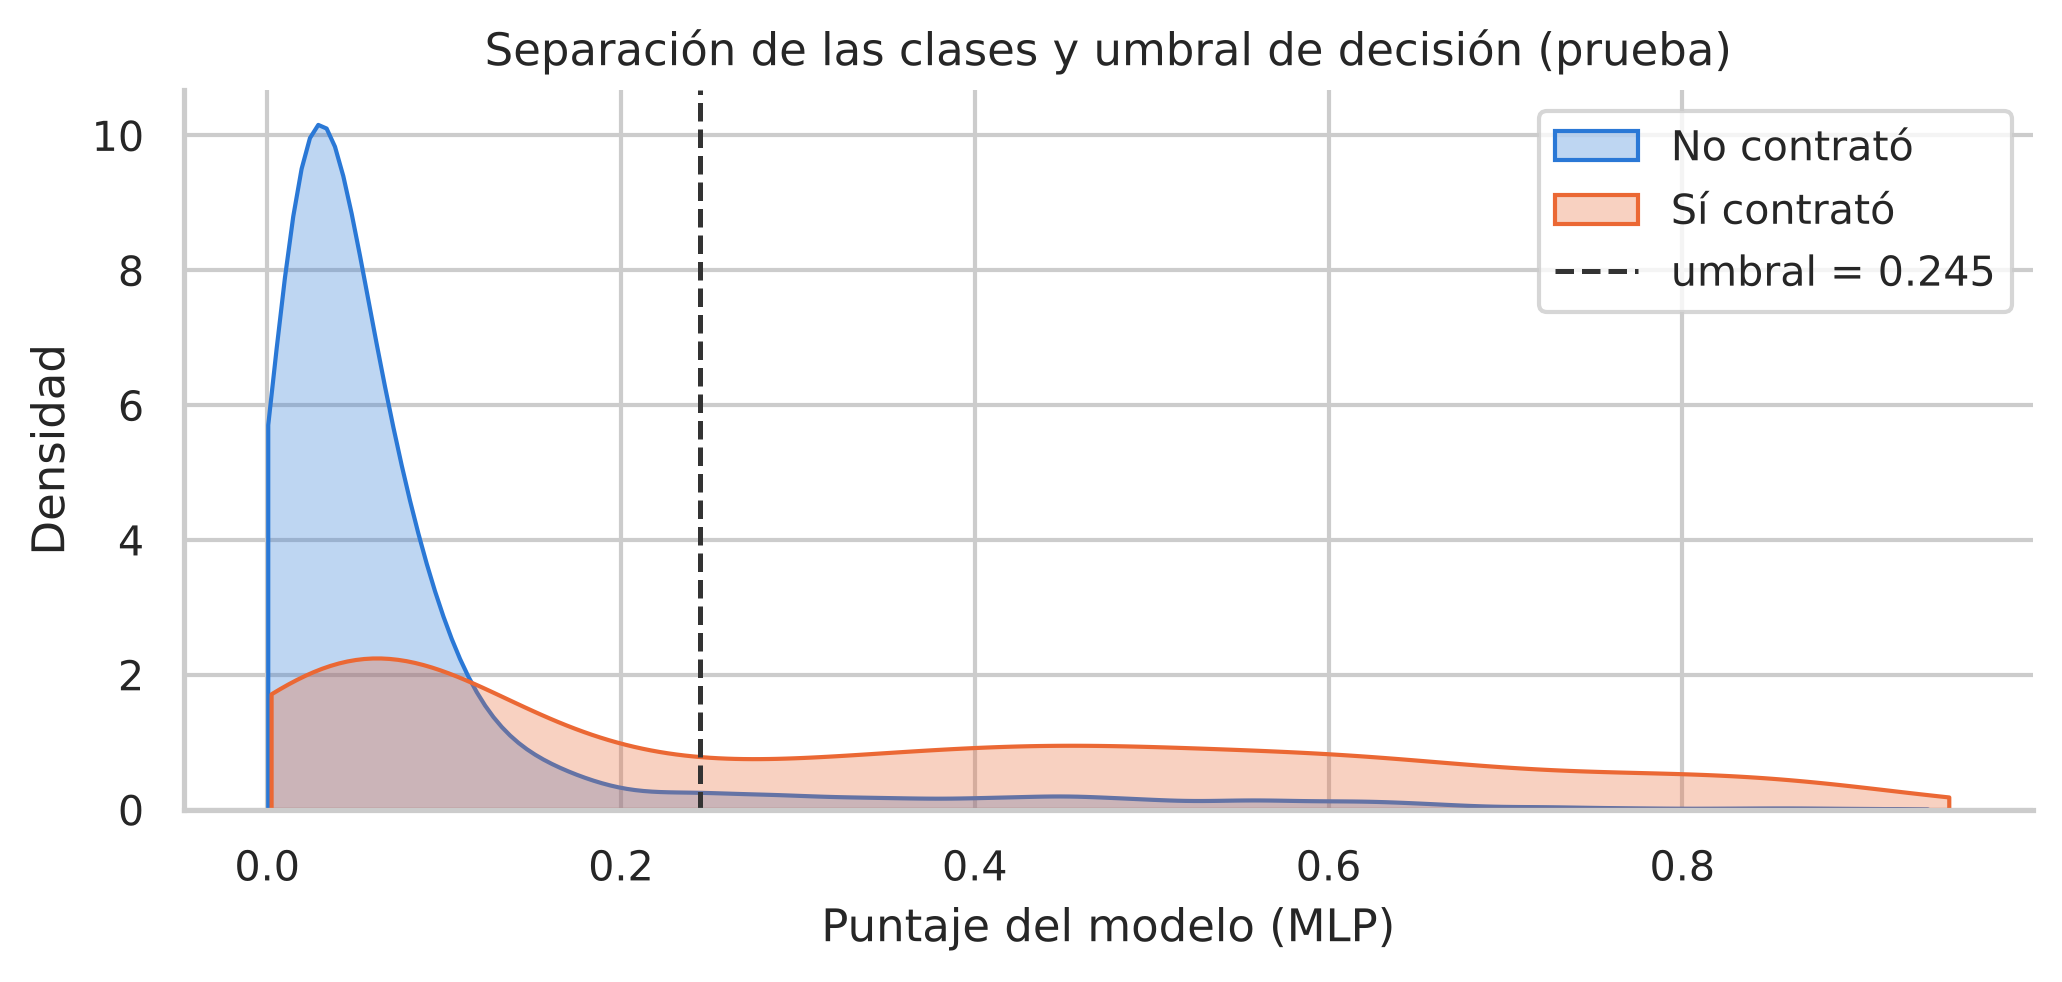 Separación de las clases y umbral de decisión (prueba)
No contrató
Sí contrató
umbral = 0.245
Densidad
10
8
6
4
2
0
0.0 0.2 0.4 0.6 0.8
Puntaje del modelo (MLP)